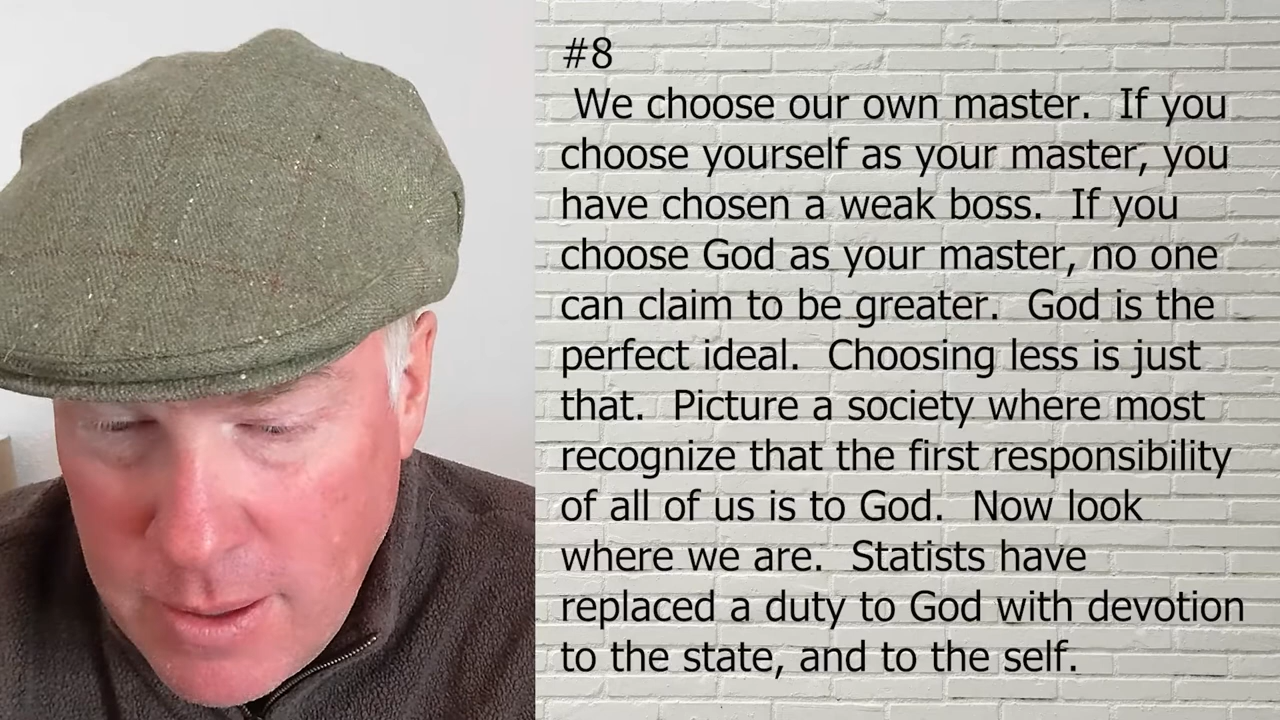 #8
We choose our own master.  If you
choose yourself as your master, you
have chosen a weak boss.  If you
choose God as your master, no one
can claim to be greater.  God is the
perfect ideal.  Choosing less is just
that.  Picture a society where most
recognize that the first responsibility
of all of us is to God.  Now look
where we are.  Statists have
replaced a duty to God with devotion
to the state, and to the self.